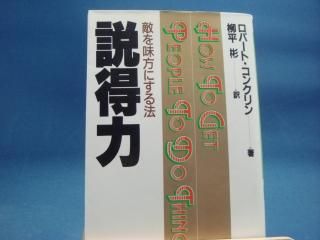 ロバート・コンクリン 著
柳平 彬 訳
HOW TO GET
PEOPLE TO DO THING
敵を味方にする法
説得力